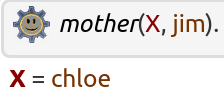 mother(X, jim).
X = chloe